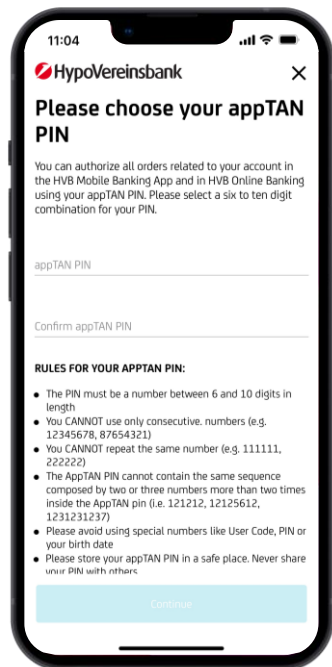 11:04
HypoVereinsbank
Please choose your appTAN
PIN
You can authorize all orders related to your account in
the HVB Mobile Banking App and in HVB Online Banking
using your appTAN PIN. Please select a six to ten digit
combination for your PIN.
appTAN PIN
Confirm appTAN PIN
RULES FOR YOUR APPTAN PIN:
• The PIN must be a number between 6 and 10 digits in
length
• You CANNOT use only consecutive. numbers (e.g.
12345678, 87654321)
• You CANNOT repeat the same number (e.g. 111111,
222222)
• The AppTAN PIN cannot contain the same sequence
composed by two or three numbers more than two times
inside the AppTAN pin (i.e. 121212, 12125612,
1231231237)
• Please avoid using special numbers like User Code, PIN or
your birth date
• Please store your appTAN PIN in a safe place. Never share
your PIN with others
Continue